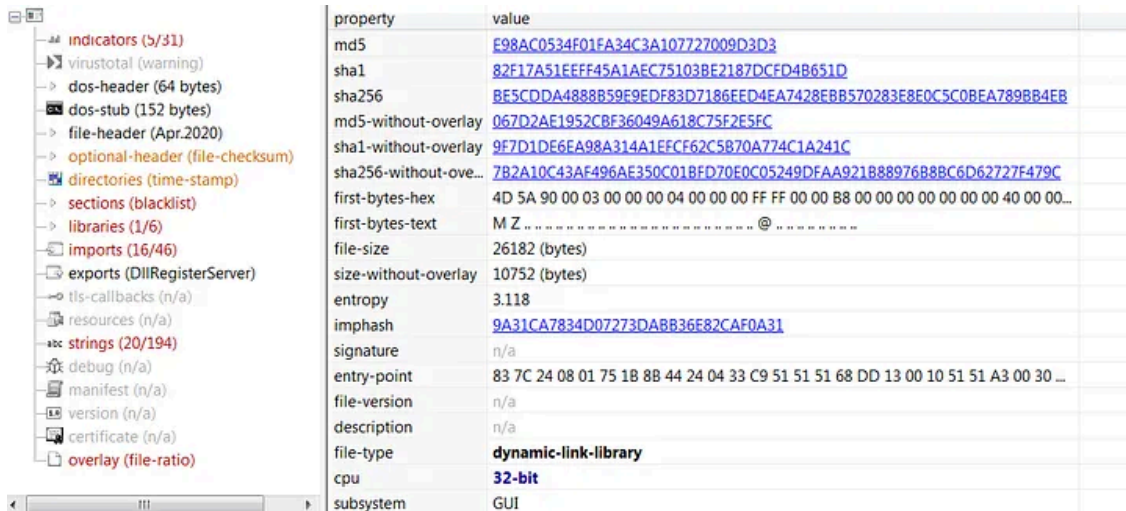 indicators (5/31)
virustotal (warning)
dos-header (64 bytes)
dos-stub (152 bytes)
file-header (Apr.2020)
optional-header (file-checksum)
directories (time-stamp)
sections (blacklist)
libraries (1/6)
imports (16/46)
exports (DllRegisterServer)
tls-callbacks (n/a)
resources (n/a)
abc strings (20/194)
debug (n/a)
manifest (n/a)
version (n/a)
certificate (n/a)
overlay (file-ratio)
property value
md5 E98AC0534F01FA34C3A107727009D3D3
sha1 82F17A51EEFF45A1AEC75103BE2187DCFD4B651D
sha256 BE5CDDA4888B59E9EDF83D7186EED4EA7428EBB570283E8E0C5C0BEA789BB4EB
md5-without-overlay 067D2AE1952CBF36049A618C75F2E5FC
sha1-without-overlay 9F7D1DE6EA98A314A1EFCF62C5B70A774C1A241C
sha256-without-ove... 7B2A10C43AF496AE350C01BFD70E0C05249DFAA921B88976B8BC6D62727F479C
first-bytes-hex 4D 5A 90 00 03 00 00 00 04 00 00 00 FF FF 00 00 B8 00 00 00 00 00 00 00 40 00 00...
first-bytes-text M Z .. .. .. .. .. .. .. .. .. .. .. .. .. .. .. .. .. .. .. .. @ .. .. .. .. .. .. ..
file-size 26182 (bytes)
size-without-overlay 10752 (bytes)
entropy 3.118
imphash 9A31CA7834D07273DABB36E82CAF0A31
signature n/a
entry-point 83 7C 24 08 01 75 1B 8B 44 24 04 33 C9 51 51 51 68 DD 13 00 10 51 51 A3 00 30 ...
file-version n/a
description n/a
file-type dynamic-link-library
cpu 32-bit
subsystem GUI